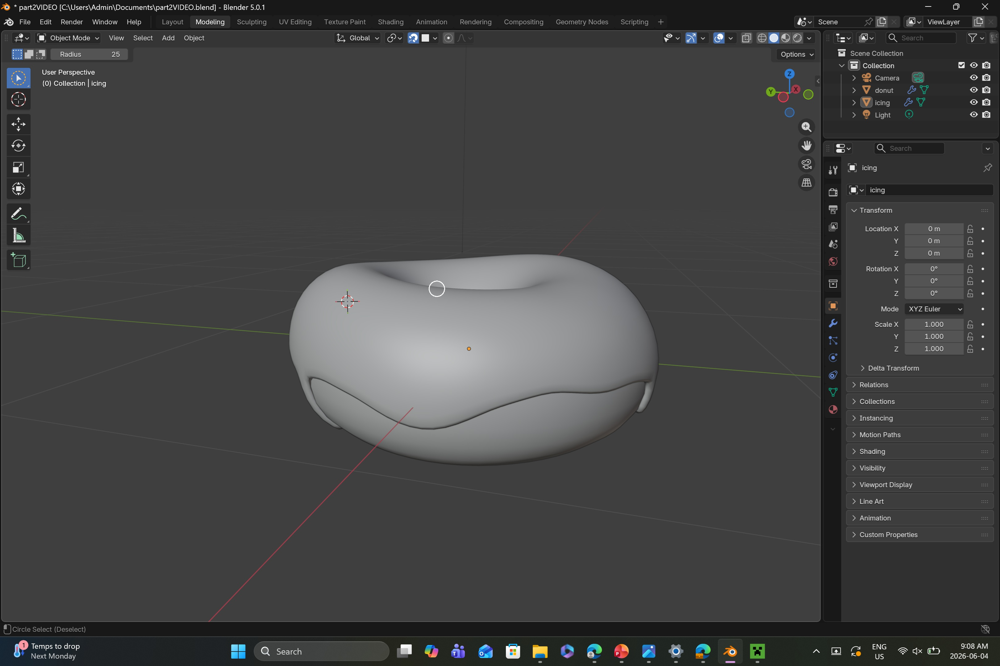 * part2VIDEO [C:\Users\Admin\Documents\part2VIDEO.blend] - Blender 5.0.1
File Edit Render Window Help Layout Modeling Sculpting UV Editing Texture Paint Shading Animation Rendering Compositing Geometry Nodes Scripting + Scene ViewLayer
Object Mode View Select Add Object Global Search
Radius 25 Options
User Perspective
(0) Collection | icing
Z
Y X
Scene Collection
Collection
Camera
donut
icing
Light
Search
icing
icing
Transform
Location X 0 m
Y 0 m
Z 0 m
Rotation X 0°
Y 0°
Z 0°
Mode XYZ Euler
Scale X 1.000
Y 1.000
Z 1.000
Delta Transform
Relations
Collections
Instancing
Motion Paths
Shading
Visibility
Viewport Display
Line Art
Animation
Custom Properties
Circle Select (Deselect)
1 Temps to drop
Next Monday
Search
ENG
US
9:08 AM
2026-06-04